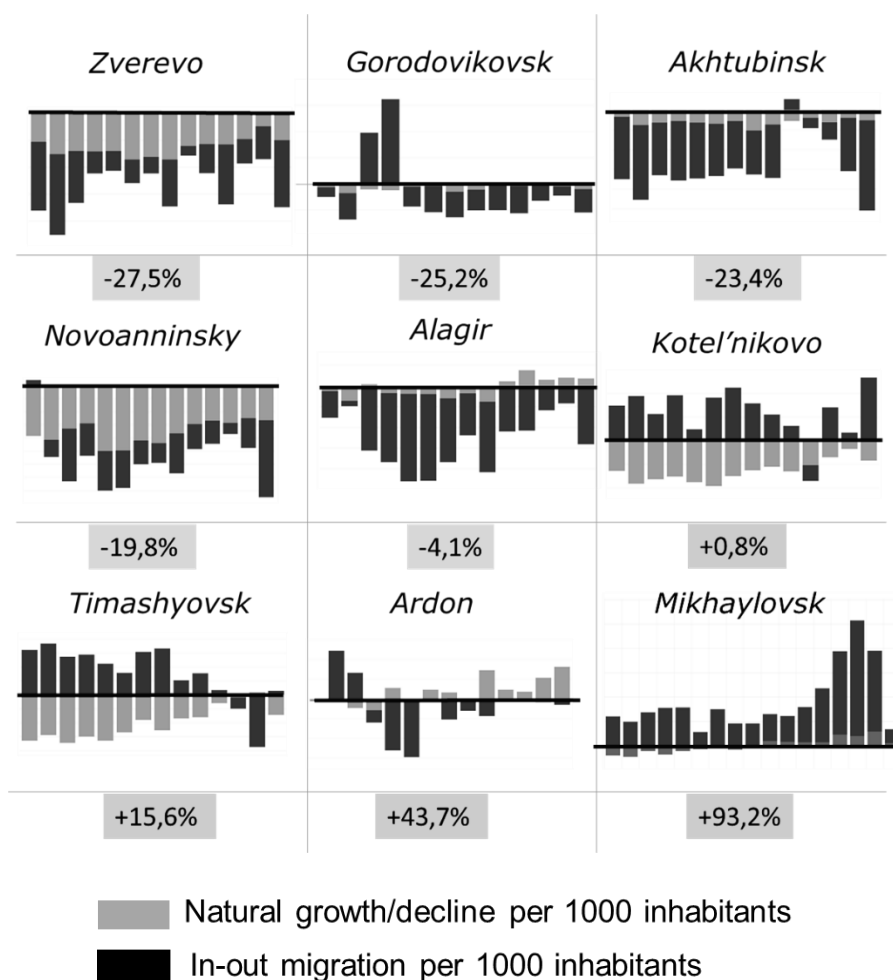 Zverevo
Gorodovikovsk
Akhtubinsk
-27,5%
-25,2%
-23,4%
Novoanninsky
Alagir
Kotel’nikovo
-19,8%
-4,1%
+0,8%
Timashyovsk
Ardon
Mikhaylovsk
+15,6%
+43,7%
+93,2%
Natural growth/decline per 1000 inhabitants
In-out migration per 1000 inhabitants